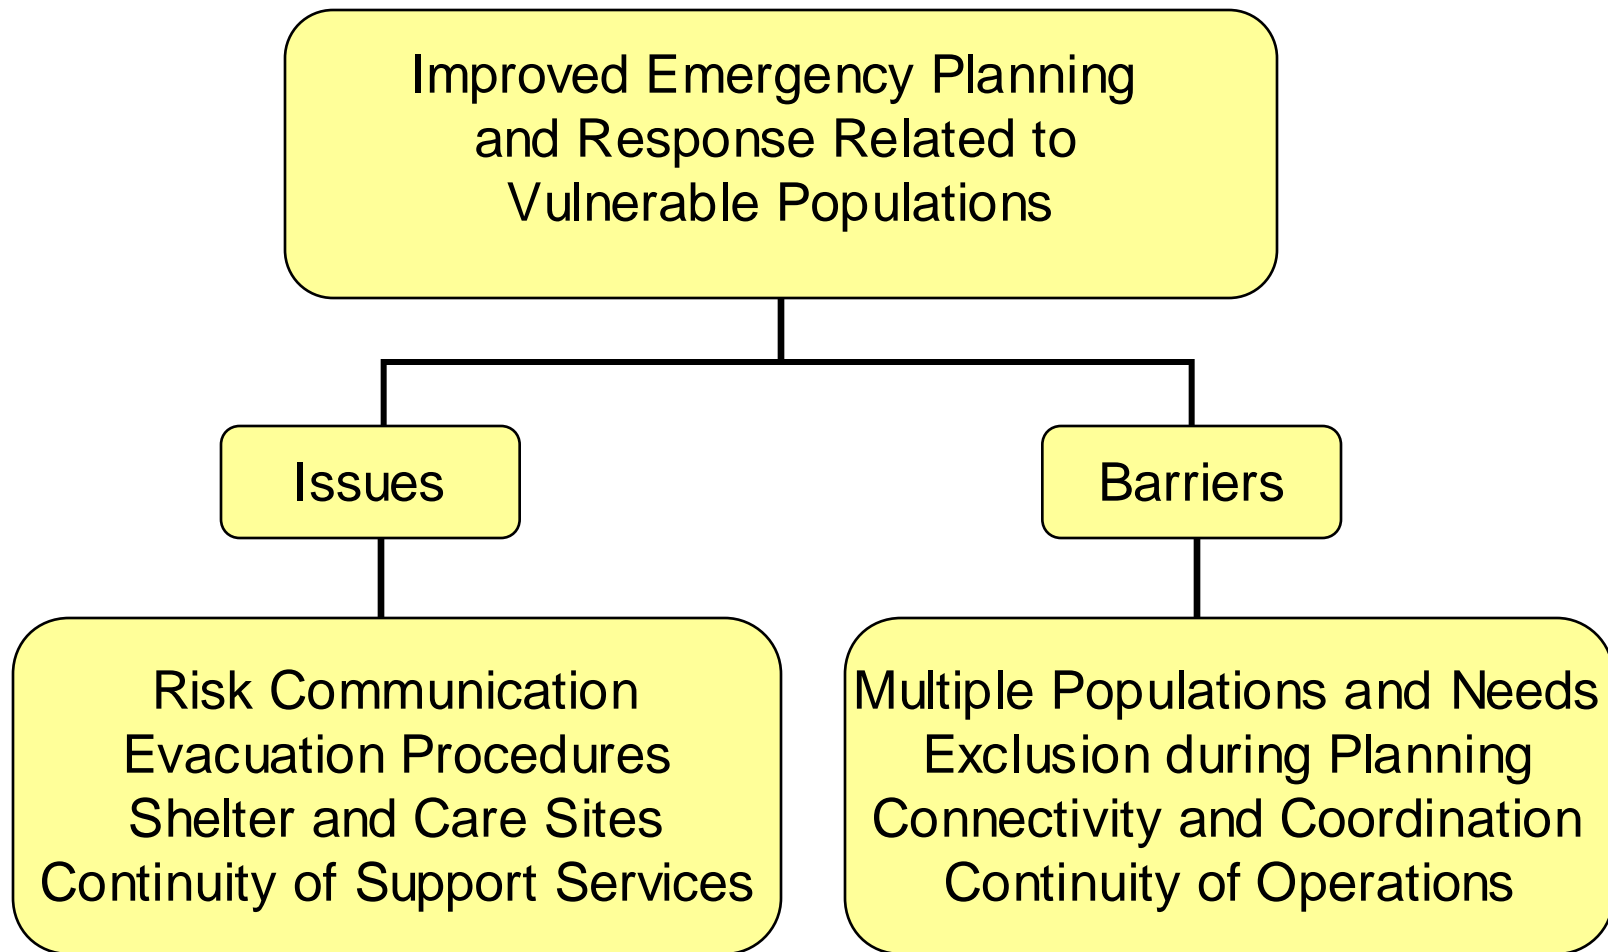 Improved Emergency Planning
and Response Related to
Vulnerable Populations
Issues
Barriers
Risk Communication
Evacuation Procedures
Shelter and Care Sites
Continuity of Support Services
Multiple Populations and Needs
Exclusion during Planning
Connectivity and Coordination
Continuity of Operations